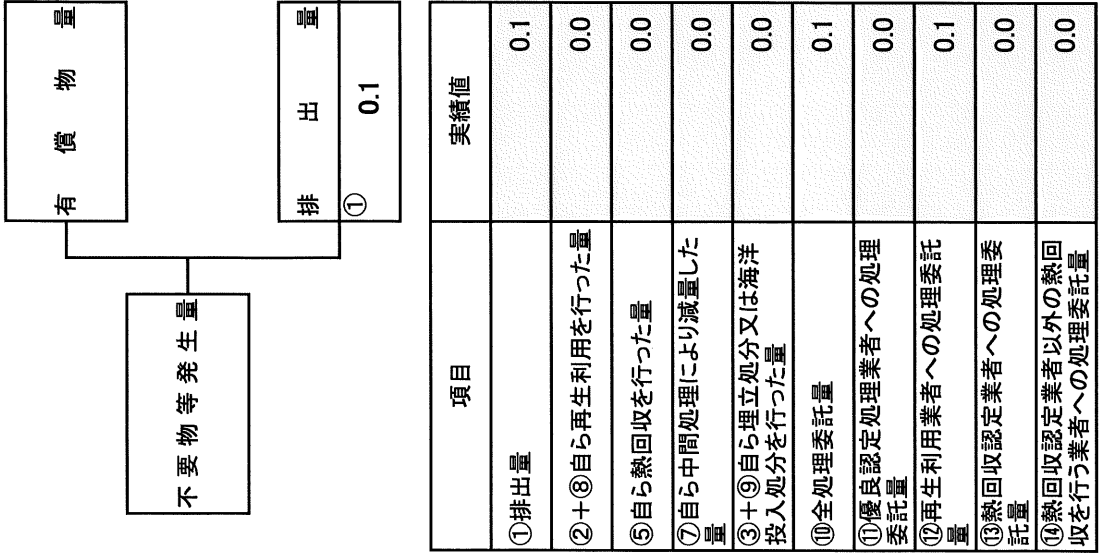 不要物等発生量
有償物量
排出量
①
0.1
項目
実績値
①排出量
0.1
②+⑧自ら再生利用を行った量
0.0
⑤自ら熱回収を行った量
0.0
⑦自ら中間処理により減量した
量
0.0
③+⑨自ら埋立処分又は海洋
投入処分を行った量
0.0
⑩全処理委託量
0.1
⑪優良認定処理業者への処理
委託量
0.0
⑫再生利用業者への処理委託
量
0.1
⑬熱回収認定業者への処理委
託量
0.0
⑭熱回収認定業者以外の熱回
収を行う業者への処理委託量
0.0